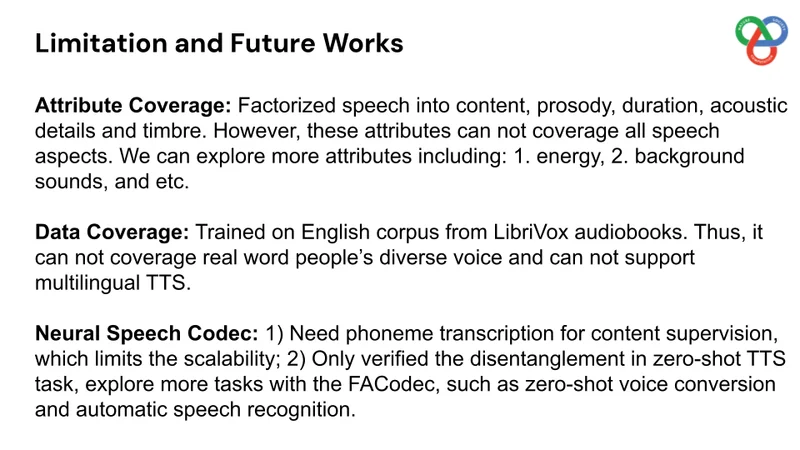 Limitation and Future Works
Attribute Coverage: Factorized speech into content, prosody, duration, acoustic
details and timbre. However, these attributes can not coverage all speech
aspects. We can explore more attributes including: 1. energy, 2. background
sounds, and etc.
Data Coverage: Trained on English corpus from LibriVox audiobooks. Thus, it
can not coverage real word people’s diverse voice and can not support
multilingual TTS.
Neural Speech Codec: 1) Need phoneme transcription for content supervision,
which limits the scalability; 2) Only verified the disentanglement in zero-shot TTS
task, explore more tasks with the FACodec, such as zero-shot voice conversion
and automatic speech recognition.